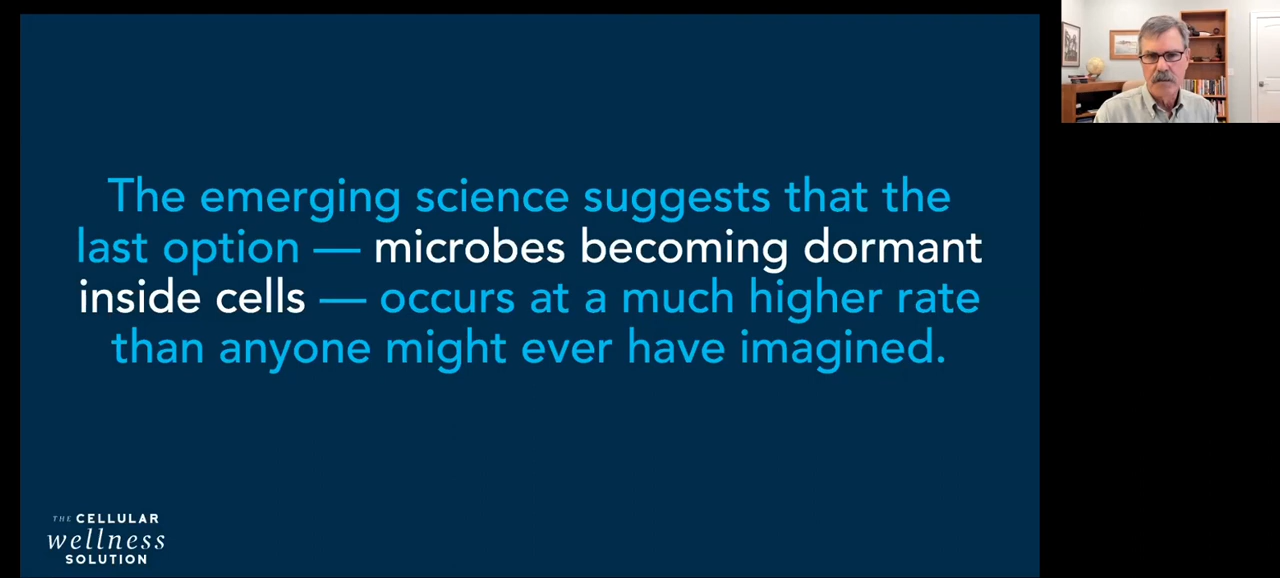 The emerging science suggests that the
last option — microbes becoming dormant
inside cells — occurs at a much higher rate
than anyone might ever have imagined.
THE CELLULAR
wellness
SOLUTION